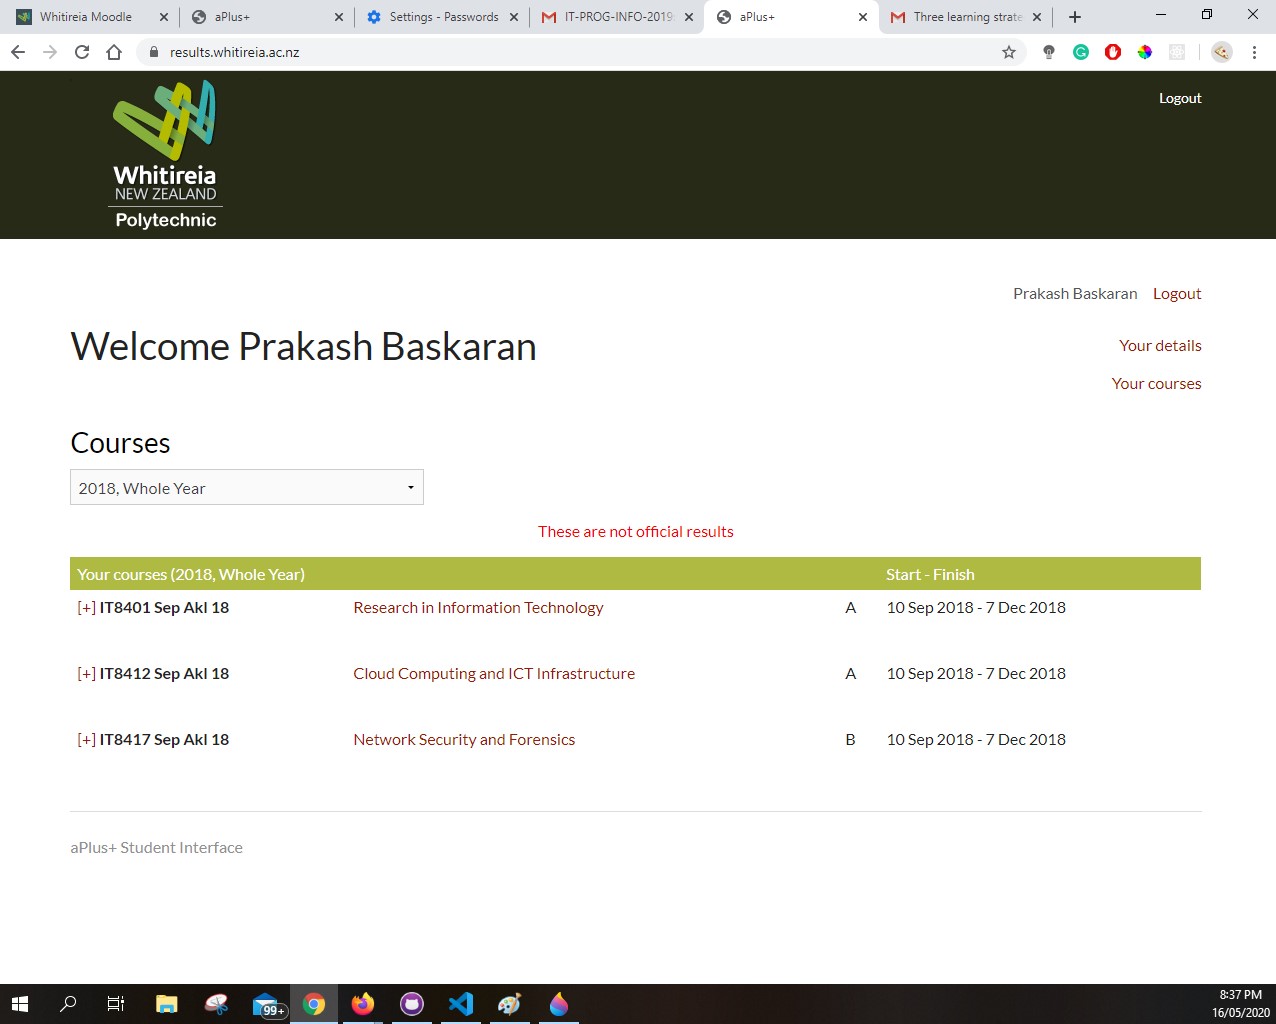 Whitireia Moodle
aPlus+
Settings - Passwords
IT-PROG-INFO-2019
aPlus+
Three learning strate
results.whitireia.ac.nz
Logout
Whitireia
NEW ZEALAND
Polytechnic
Prakash Baskaran Logout
Welcome Prakash Baskaran
Your details
Your courses
Courses
2018, Whole Year
These are not official results
Your courses (2018, Whole Year) Start - Finish
[+] IT8401 Sep Akl 18 Research in Information Technology A 10 Sep 2018 - 7 Dec 2018
[+] IT8412 Sep Akl 18 Cloud Computing and ICT Infrastructure A 10 Sep 2018 - 7 Dec 2018
[+] IT8417 Sep Akl 18 Network Security and Forensics B 10 Sep 2018 - 7 Dec 2018
aPlus+ Student Interface
99+
8:37 PM
16/05/2020